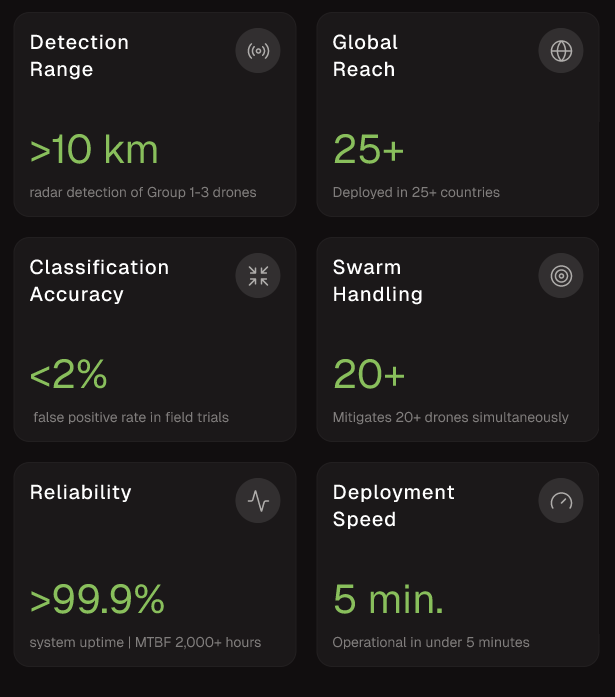 Detection
Range
>10 km
radar detection of Group 1-3 drones
Global
Reach
25+
Deployed in 25+ countries
Classification
Accuracy
<2%
false positive rate in field trials
Swarm
Handling
20+
Mitigates 20+ drones simultaneously
Reliability
>99.9%
system uptime | MTBF 2,000+ hours
Deployment
Speed
5 min.
Operational in under 5 minutes